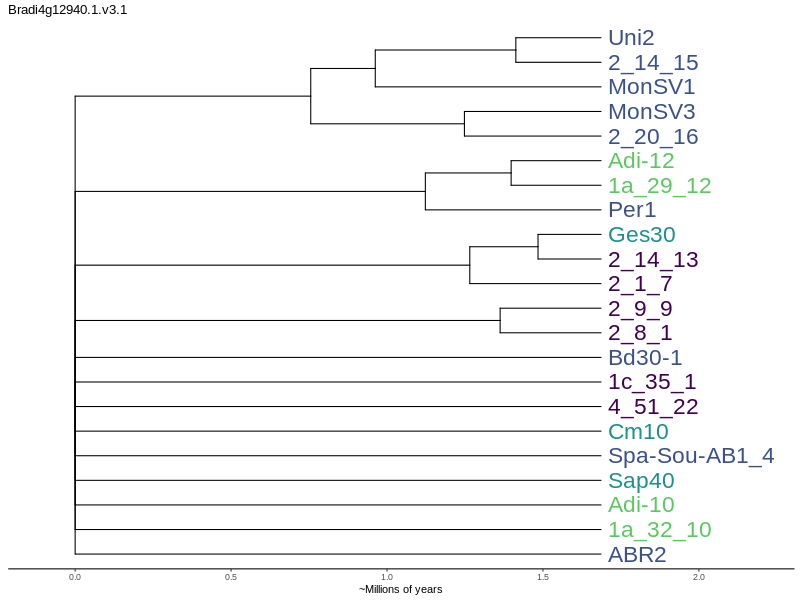 Bradi4g12940.1.v3.1
Uni2
2_14_15
MonSV1
MonSV3
2_20_16
Adi-12
1a_29_12
Per1
Ges30
2_14_13
2_1_7
2_9_9
2_8_1
Bd30-1
1c_35_1
4_51_22
Cm10
Spa-Sou-AB1_4
Sap40
Adi-10
1a_32_10
ABR2
0.0 0.5 1.0 1.5 2.0
~Millions of years